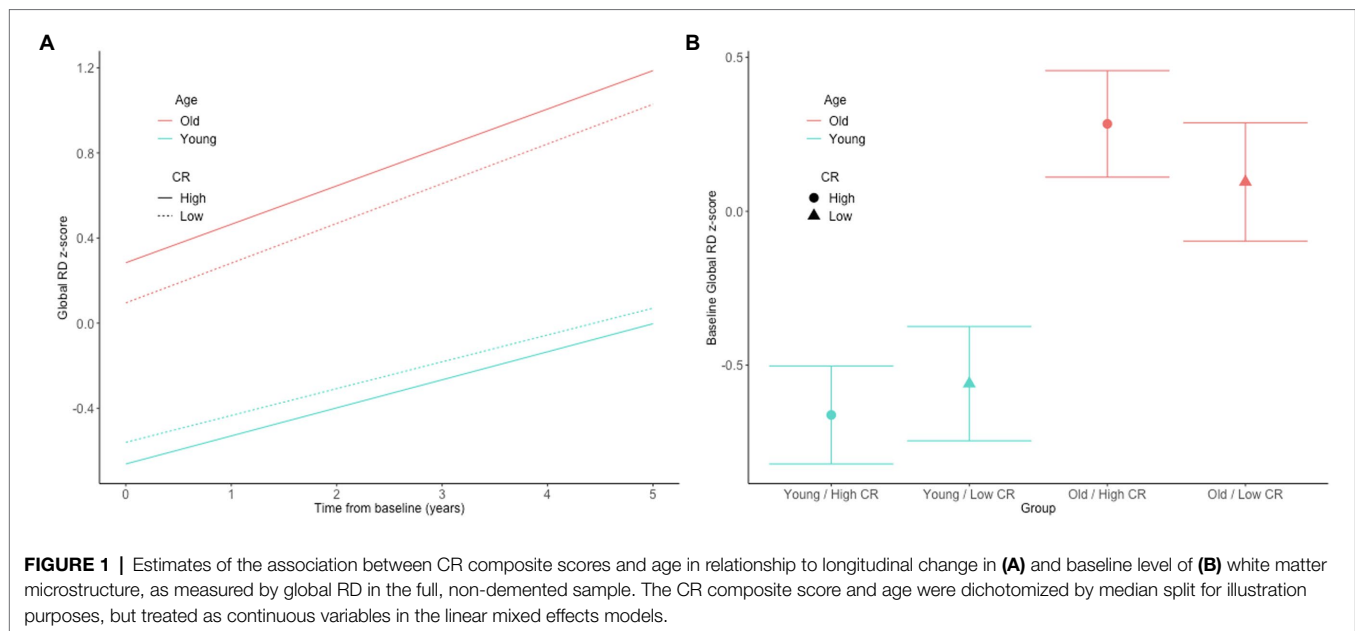 A
Global RD z-score
1.2
0.8
0.4
0.0
-0.4
Age
Old
Young
CR
High
Low
0 1 2 3 4 5
Time from baseline (years)
B
Baseline Global RD z-score
0.5
0.0
-0.5
Age
Old
Young
CR
High
Low
Young / High CR Young / Low CR Old / High CR Old / Low CR
Group
FIGURE 1 | Estimates of the association between CR composite scores and age in relationship to longitudinal change in (A) and baseline level of (B) white matter
microstructure, as measured by global RD in the full, non-demented sample. The CR composite score and age were dichotomized by median split for illustration
purposes, but treated as continuous variables in the linear mixed effects models.